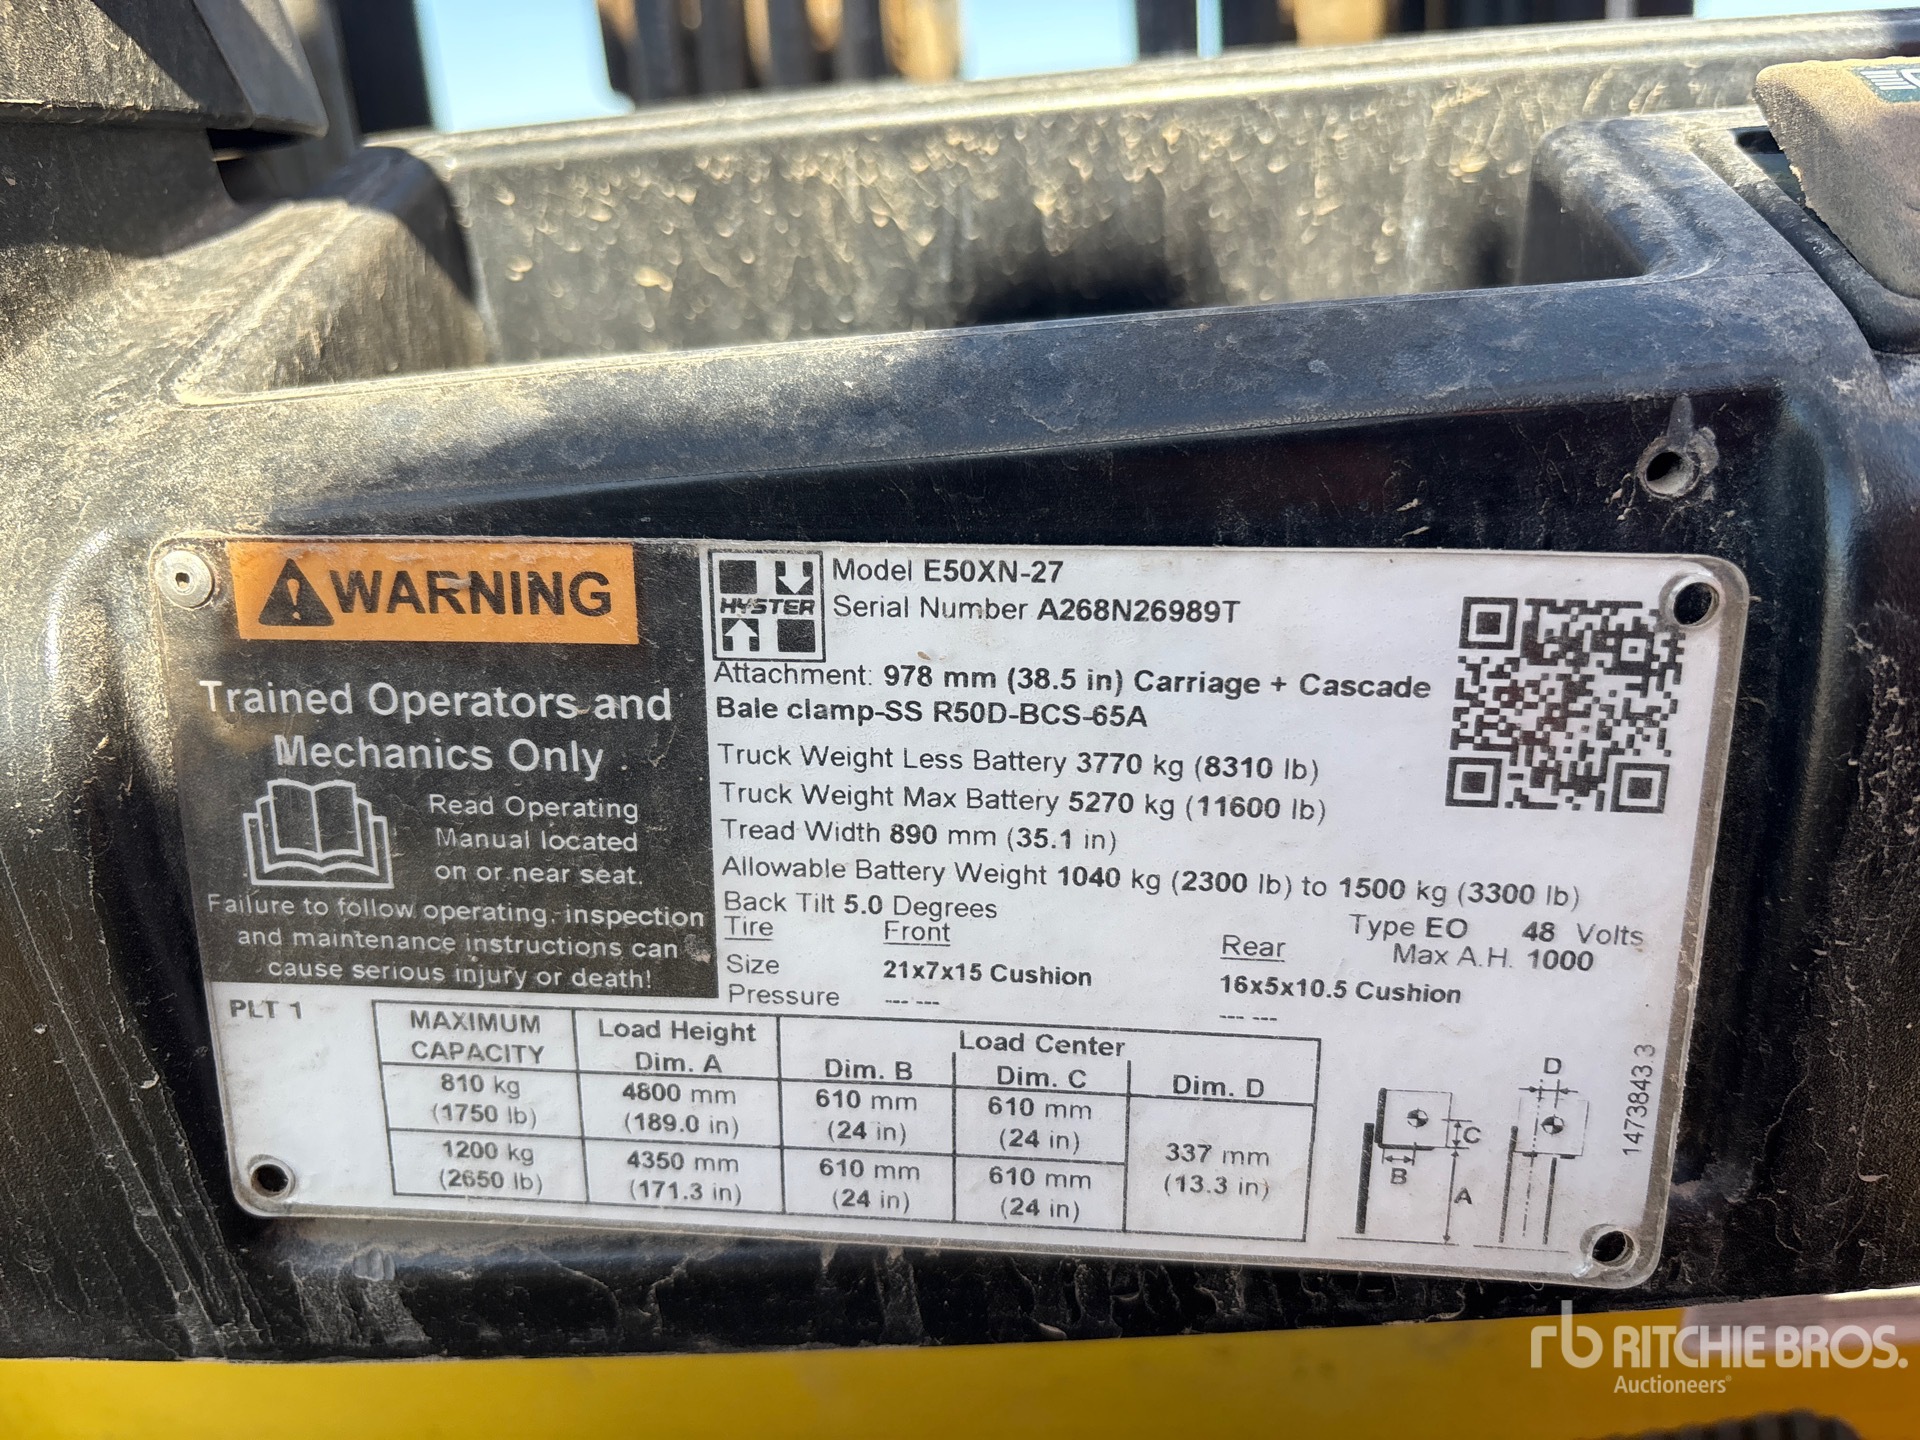 WARNING
Trained Operators and
Mechanics Only
Read Operating
Manual located
on or near seat.
Failure to follow operating, inspection
and maintenance instructions can
cause serious injury or death!
HYSTER
Model E50XN-27
Serial Number A268N26989T
Attachment: 978 mm (38.5 in) Carriage + Cascade
Bale clamp-SS R50D-BCS-65A
Truck Weight Less Battery 3770 kg (8310 lb)
Truck Weight Max Battery 5270 kg (11600 lb)
Tread Width 890 mm (35.1 in)
Allowable Battery Weight 1040 kg (2300 lb) to 1500 kg (3300 lb)
Back Tilt 5.0 Degrees
Type EO 48 Volts
Max A.H. 1000
Tire Front Rear
Size 21x7x15 Cushion 16x5x10.5 Cushion
Pressure --- --- --- ---
PLT 1
MAXIMUM CAPACITY Load Height Dim. A Load Center
Dim. B Dim. C Dim. D
810 kg 4800 mm 610 mm 610 mm
(1750 lb) (189.0 in) (24 in) (24 in)
337 mm
(13.3 in)
1200 kg 4350 mm 610 mm 610 mm
(2650 lb) (171.3 in) (24 in) (24 in)
D
C
B
A
1473843.3
rb RITCHIE BROS.
Auctioneers